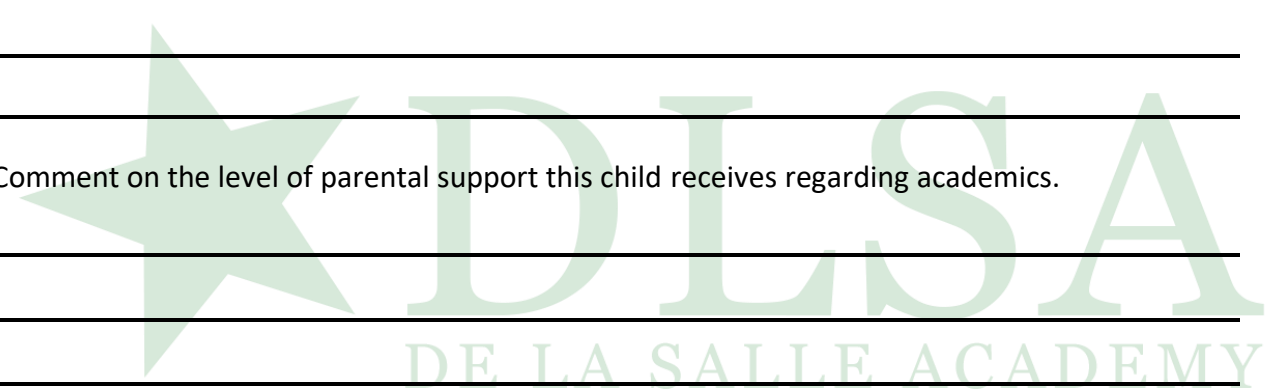 DLSA
Comment on the level of parental support this child receives regarding academics.
DE LA SALLE ACADEMY